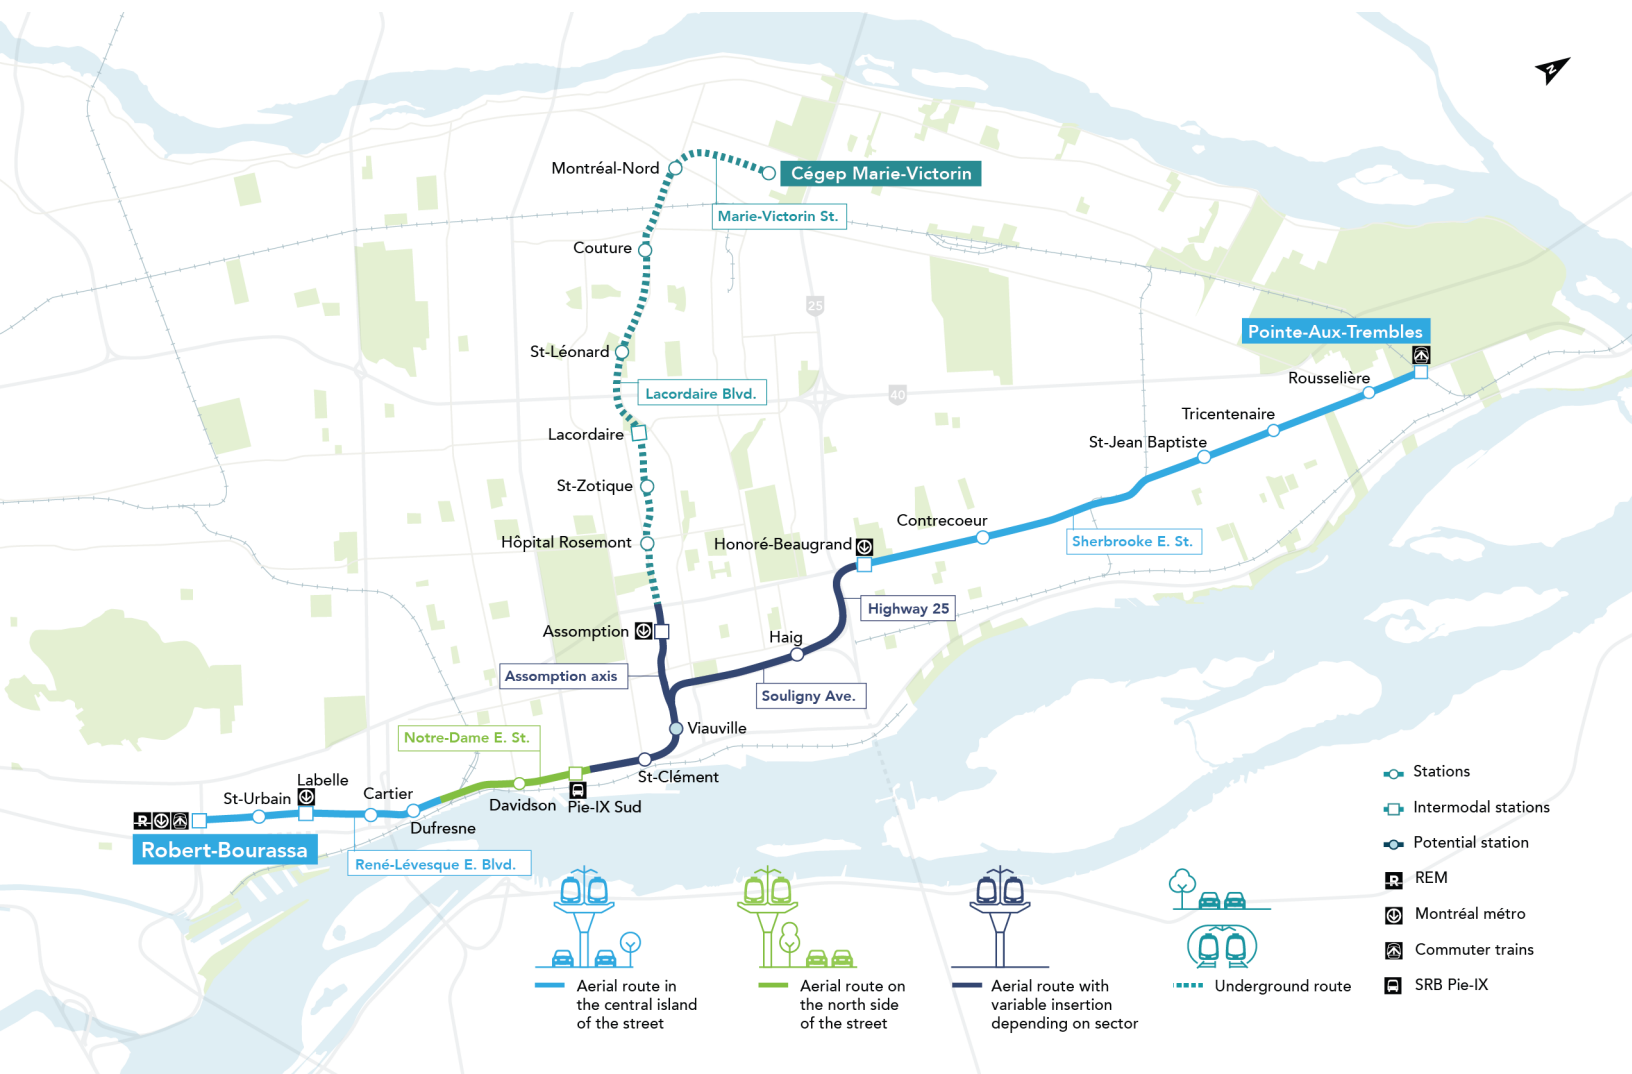 N
Montréal-Nord
Cégep Marie-Victorin
Marie-Victorin St.
Couture
25
St-Léonard
Lacordaire Blvd.
40
Pointe-Aux-Trembles
Rousselière
Tricentenaire
St-Jean Baptiste
Lacordaire
St-Zotique
Contrecoeur
Hôpital Rosemont
Honoré-Beaugrand
Sherbrooke E. St.
Highway 25
Assomption
Haig
Assomption axis
Souligny Ave.
Viauville
Notre-Dame E. St.
St-Clément
Labelle
St-Urbain
Cartier
Davidson
Pie-IX Sud
R
Dufresne
Robert-Bourassa
René-Lévesque E. Blvd.
Stations
Intermodal stations
Potential station
R
REM
Montréal métro
Commuter trains
SRB Pie-IX
Aerial route in
the central island
of the street
Aerial route on
the north side
of the street
Aerial route with
variable insertion
depending on sector
Underground route